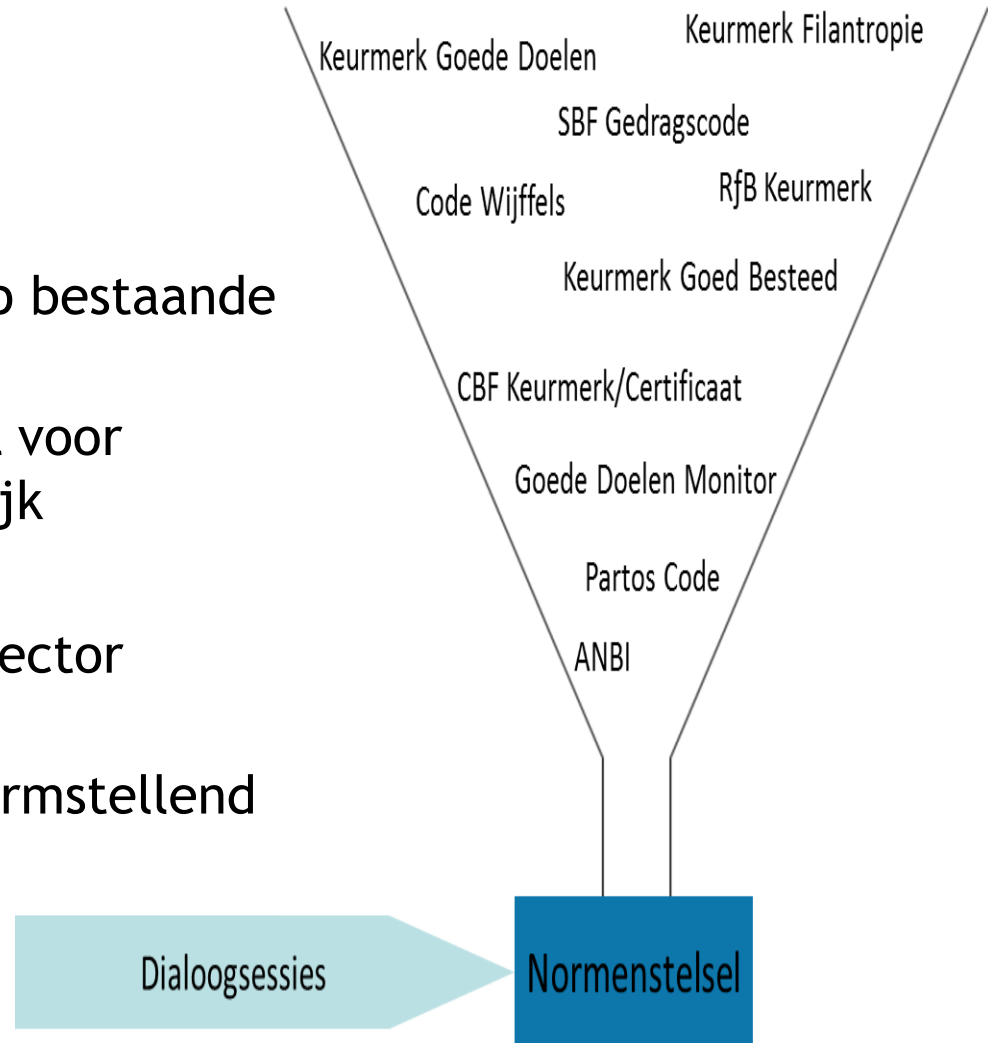 Keurmerk Filantropie
Keurmerk Goede Doelen
SBF Gedragscode
RfB Keurmerk
Code Wijffels
Keurmerk Goed Besteed
bestaande
CBF Keurmerk/Certificaat
voor
Goede Doelen Monitor
jk
Partos Code
ector
ANBI
rmstellend
Dialoogsessies
Normenstelsel